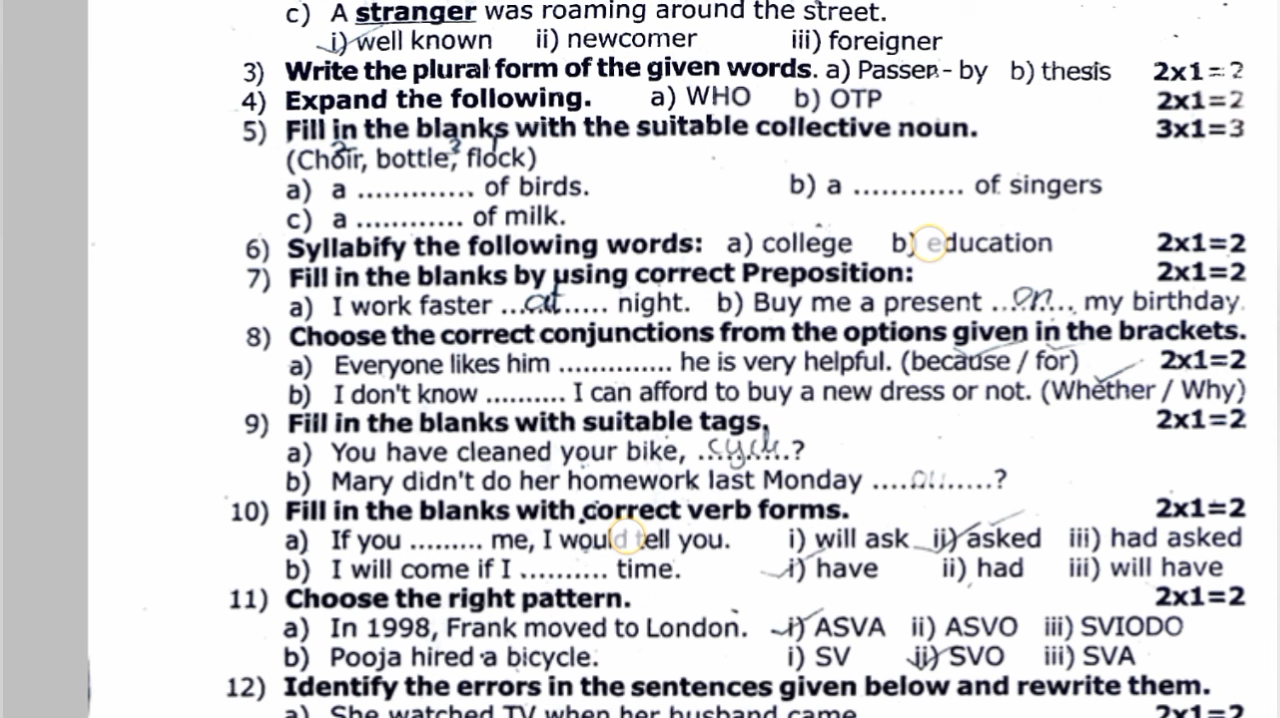 c) A stranger was roaming around the street.
i) well known ii) newcomer iii) foreigner
3) Write the plural form of the given words. a) Passer - by b) thesis 2x1=2
4) Expand the following. a) WHO b) OTP 2x1=2
5) Fill in the blanks with the suitable collective noun. 3x1=3
(Choir, bottle, flock)
a) a ............. of birds. b) a ............ of singers
c) a ............ of milk.
6) Syllabify the following words: a) college b) education 2x1=2
7) Fill in the blanks by using correct Preposition: 2x1=2
a) I work faster ...at..... night. b) Buy me a present ...on.... my birthday.
8) Choose the correct conjunctions from the options given in the brackets.
a) Everyone likes him ............. he is very helpful. (because / for) 2x1=2
b) I don't know .......... I can afford to buy a new dress or not. (Whether / Why)
9) Fill in the blanks with suitable tags. 2x1=2
a) You have cleaned your bike, ..........?
b) Mary didn't do her homework last Monday ............?
10) Fill in the blanks with correct verb forms. 2x1=2
a) If you ......... me, I would tell you. i) will ask ii) asked iii) had asked
b) I will come if I .......... time. i) have ii) had iii) will have
11) Choose the right pattern. 2x1=2
a) In 1998, Frank moved to London. i) ASVA ii) ASVO iii) SVIODO
b) Pooja hired a bicycle. i) SV ii) SVO iii) SVA
12) Identify the errors in the sentences given below and rewrite them.
a) She watched TV when her husband came 2x1=2